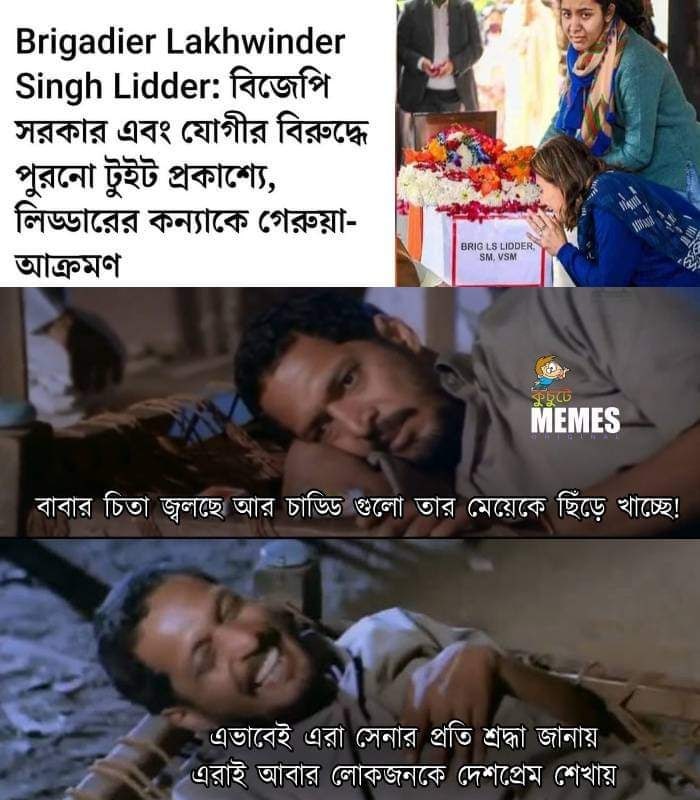 Brigadier Lakhwinder
Singh Lidder: বিজেপি
সরকার এবং যোগীর বিরুদ্ধে
পুরনো টুইট প্রকাশ্যে,
লিড্ডারের কন্যাকে গেরুয়া-
আক্রমণ
BRIG LS LIDDER,
SM, VSM
কুচুটে
MEMES
ORIGINAL
বাবার চিতা জ্বলছে আর চাড্ডি গুলো তার মেয়েকে ছিঁড়ে খাচ্ছে!
এভাবেই এরা সেনার প্রতি শ্রদ্ধা জানায়
এরাই আবার লোকজনকে দেশপ্রেম শেখায়